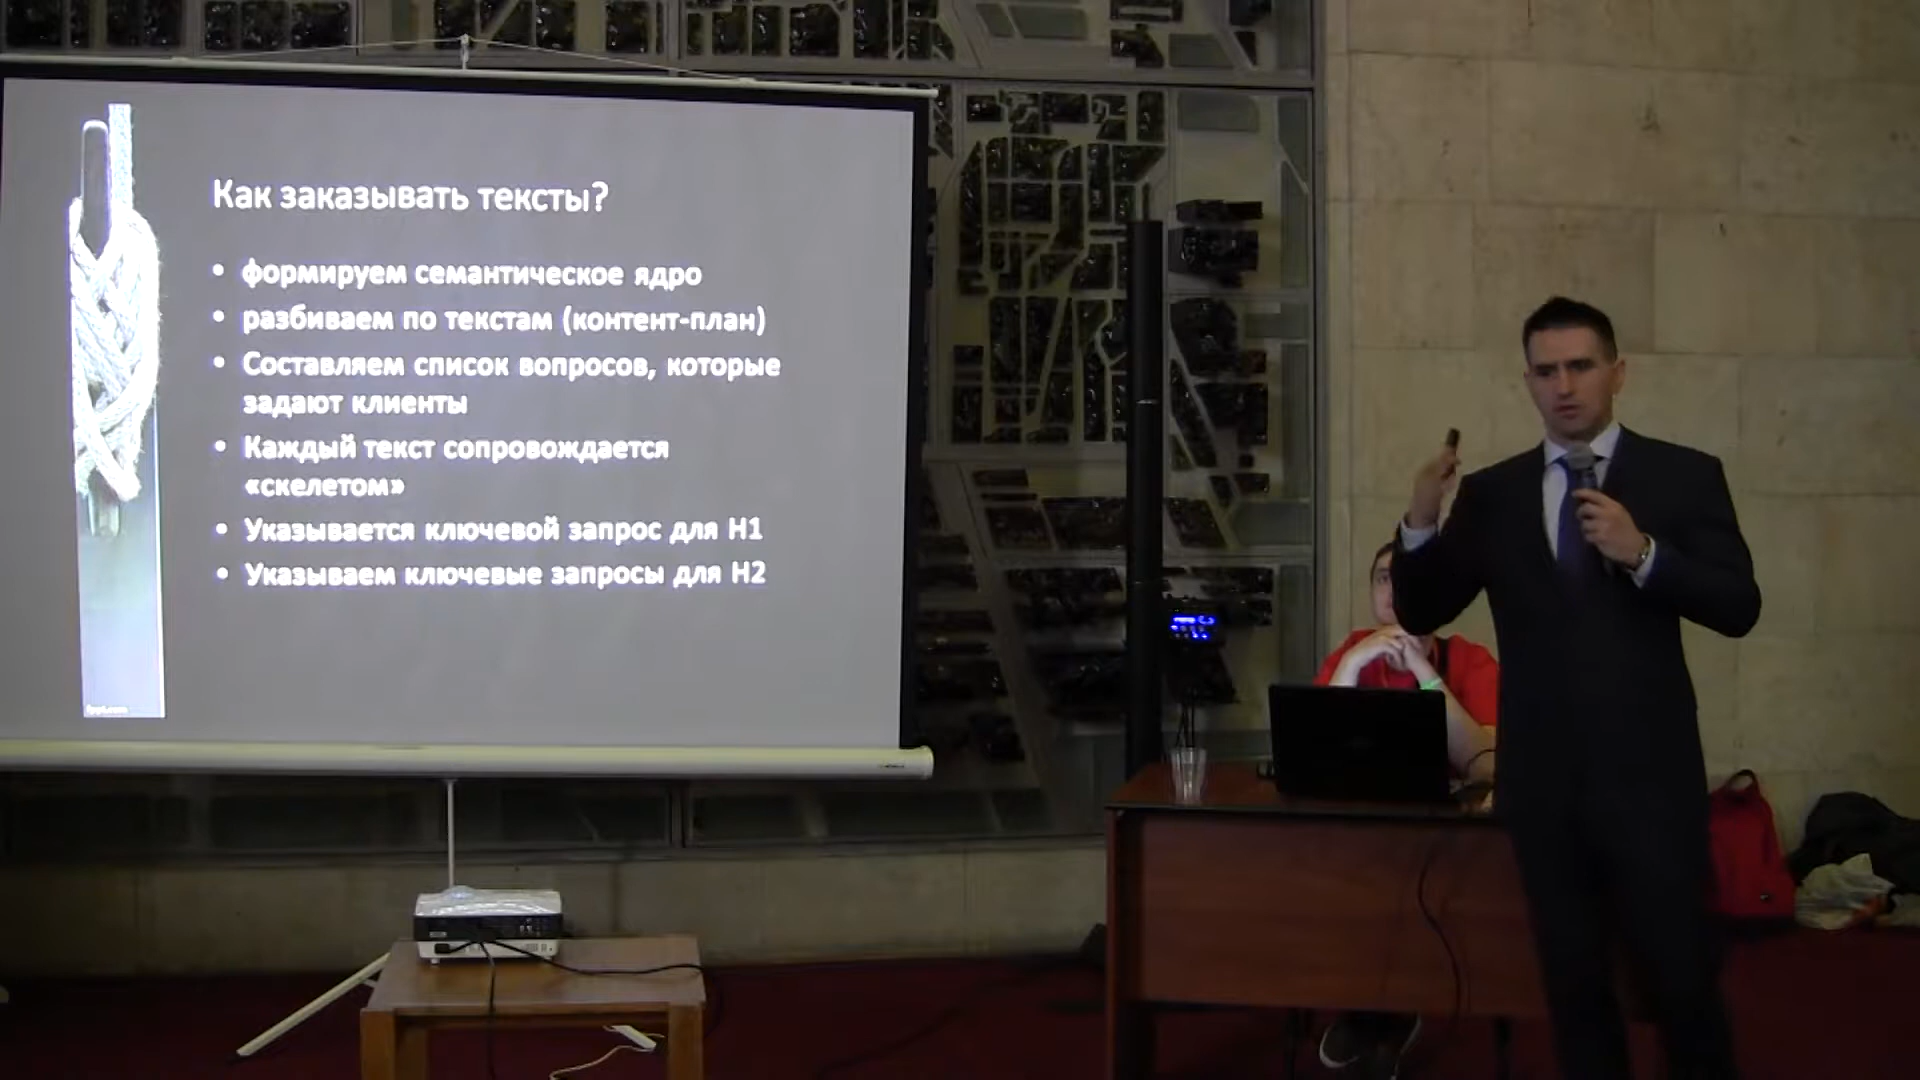 Как заказывать тексты?
• формируем семантическое ядро
• разбиваем по текстам (контент-план)
• Составляем список вопросов, которые
задают клиенты
• Каждый текст сопровождается
«скелетом»
• Указывается ключевой запрос для H1
• Указываем ключевые запросы для H2